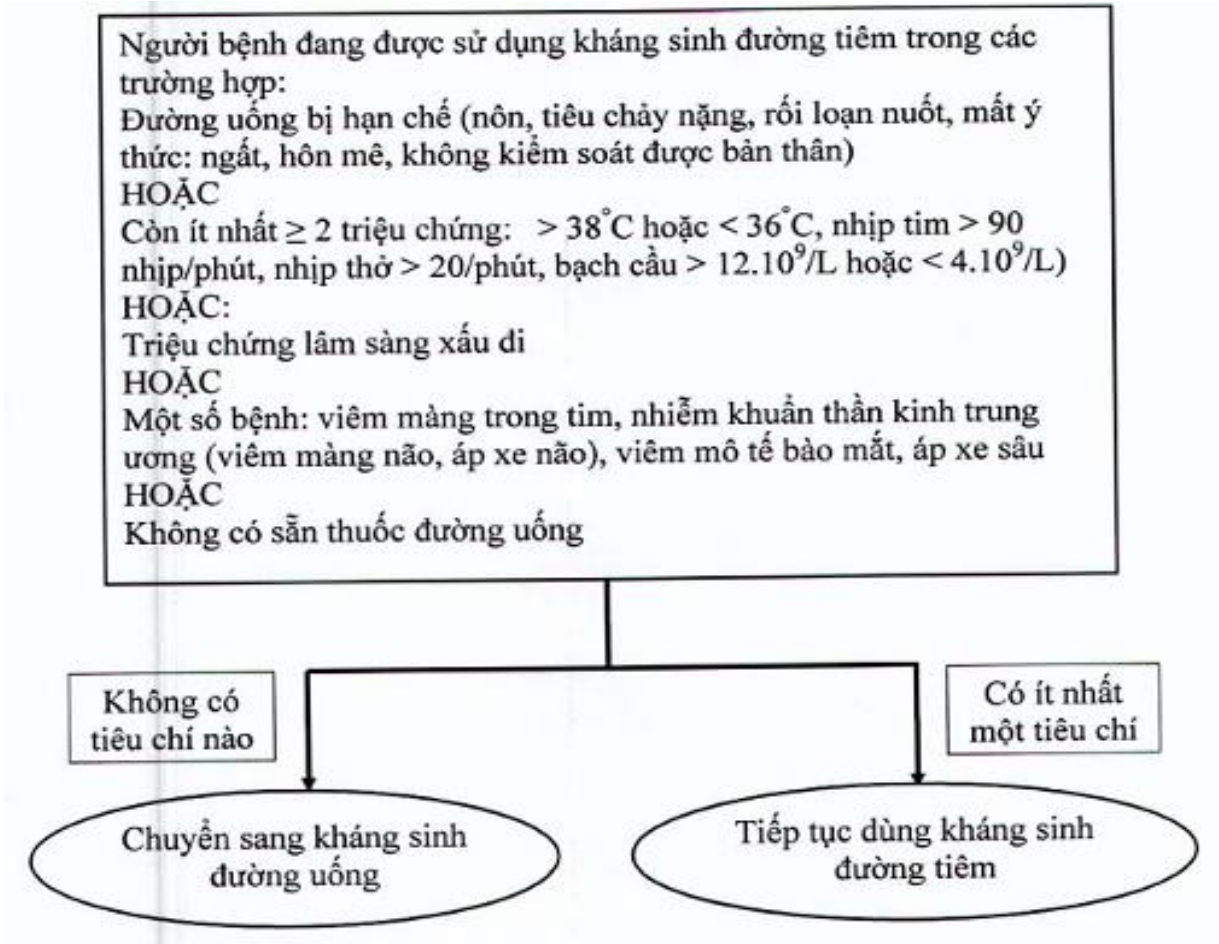 Người bệnh đang được sử dụng kháng sinh đường tiêm trong các
trường hợp:
Đường uống bị hạn chế (nôn, tiêu chảy nặng, rối loạn nuốt, mất ý
thức: ngất, hôn mê, không kiểm soát được bản thân)
HOẶC
Còn ít nhất ≥ 2 triệu chứng: > 38°C hoặc < 36°C, nhịp tim > 90
nhịp/phút, nhịp thở > 20/phút, bạch cầu > 12.10⁹/L hoặc < 4.10⁹/L)
HOẶC:
Triệu chứng lâm sàng xấu đi
HOẶC
Một số bệnh: viêm màng trong tim, nhiễm khuẩn thần kinh trung
ương (viêm màng não, áp xe não), viêm mô tế bào mắt, áp xe sâu
HOẶC
Không có sẵn thuốc đường uống
Không có
tiêu chí nào
Có ít nhất
một tiêu chí
Chuyển sang kháng sinh
đường uống
Tiếp tục dùng kháng sinh
đường tiêm